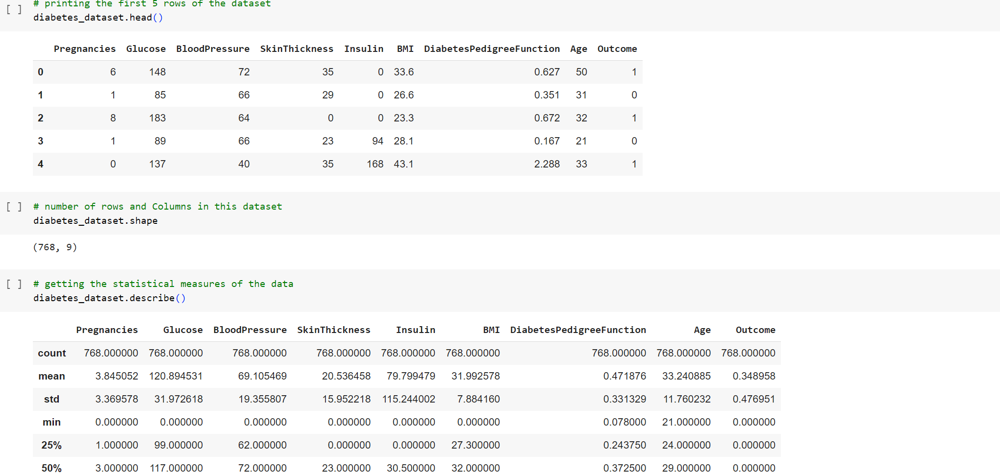 # printing the first 5 rows of the dataset
[ ] diabetes_dataset.head()
Pregnancies Glucose BloodPressure SkinThickness Insulin BMI DiabetesPedigreeFunction Age Outcome
0 6 148 72 35 0 33.6 0.627 50 1
1 1 85 66 29 0 26.6 0.351 31 0
2 8 183 64 0 0 23.3 0.672 32 1
3 1 89 66 23 94 28.1 0.167 21 0
4 0 137 40 35 168 43.1 2.288 33 1
[ ] # number of rows and Columns in this dataset
diabetes_dataset.shape
(768, 9)
[ ] # getting the statistical measures of the data
diabetes_dataset.describe()
Pregnancies Glucose BloodPressure SkinThickness Insulin BMI DiabetesPedigreeFunction Age Outcome
count 768.000000 768.000000 768.000000 768.000000 768.000000 768.000000 768.000000 768.000000 768.000000
mean 3.845052 120.894531 69.105469 20.536458 79.799479 31.992578 0.471876 33.240885 0.348958
std 3.369578 31.972618 19.355807 15.952218 115.244002 7.884160 0.331329 11.760232 0.476951
min 0.000000 0.000000 0.000000 0.000000 0.000000 0.000000 0.078000 21.000000 0.000000
25% 1.000000 99.000000 62.000000 0.000000 0.000000 27.300000 0.243750 24.000000 0.000000
50% 3.000000 117.000000 72.000000 23.000000 30.500000 32.000000 0.372500 29.000000 0.000000